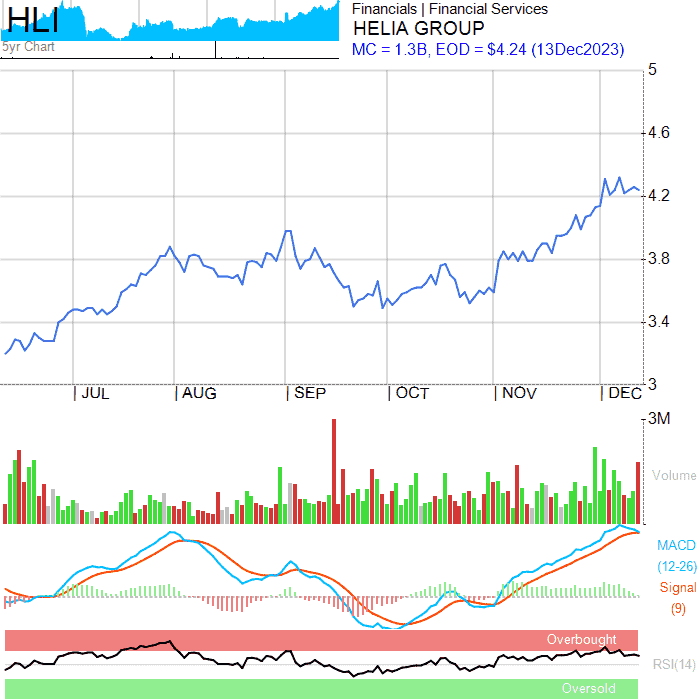 HLI
5yr Chart
Financials | Financial Services
HELIA GROUP
MC = 1.3B, EOD = $4.24 (13Dec2023)
5
4.6
4.2
3.8
3.4
3
| JUL | AUG | SEP | OCT | NOV | DEC
3M
Volume
MACD
(12-26)
Signal
(9)
Overbought
RSI(14)
Oversold